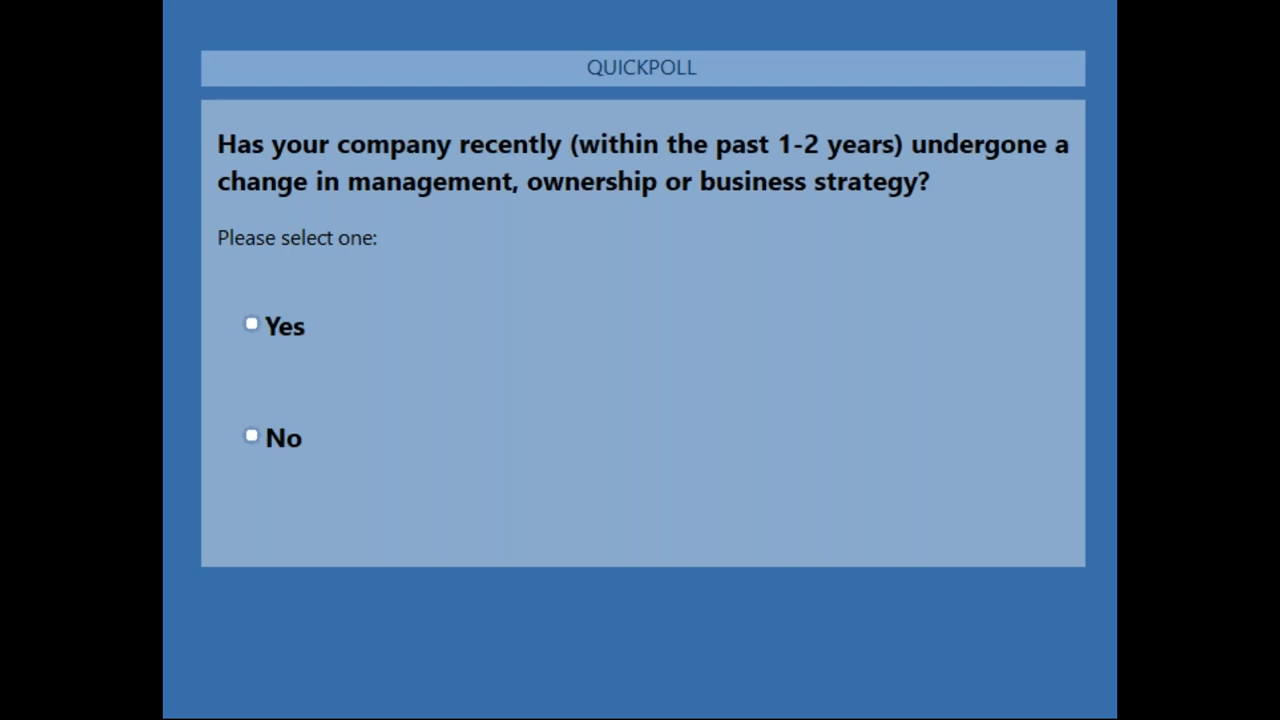 QUICKPOLL
Has your company recently (within the past 1-2 years) undergone a
change in management, ownership or business strategy?
Please select one:
Yes
No